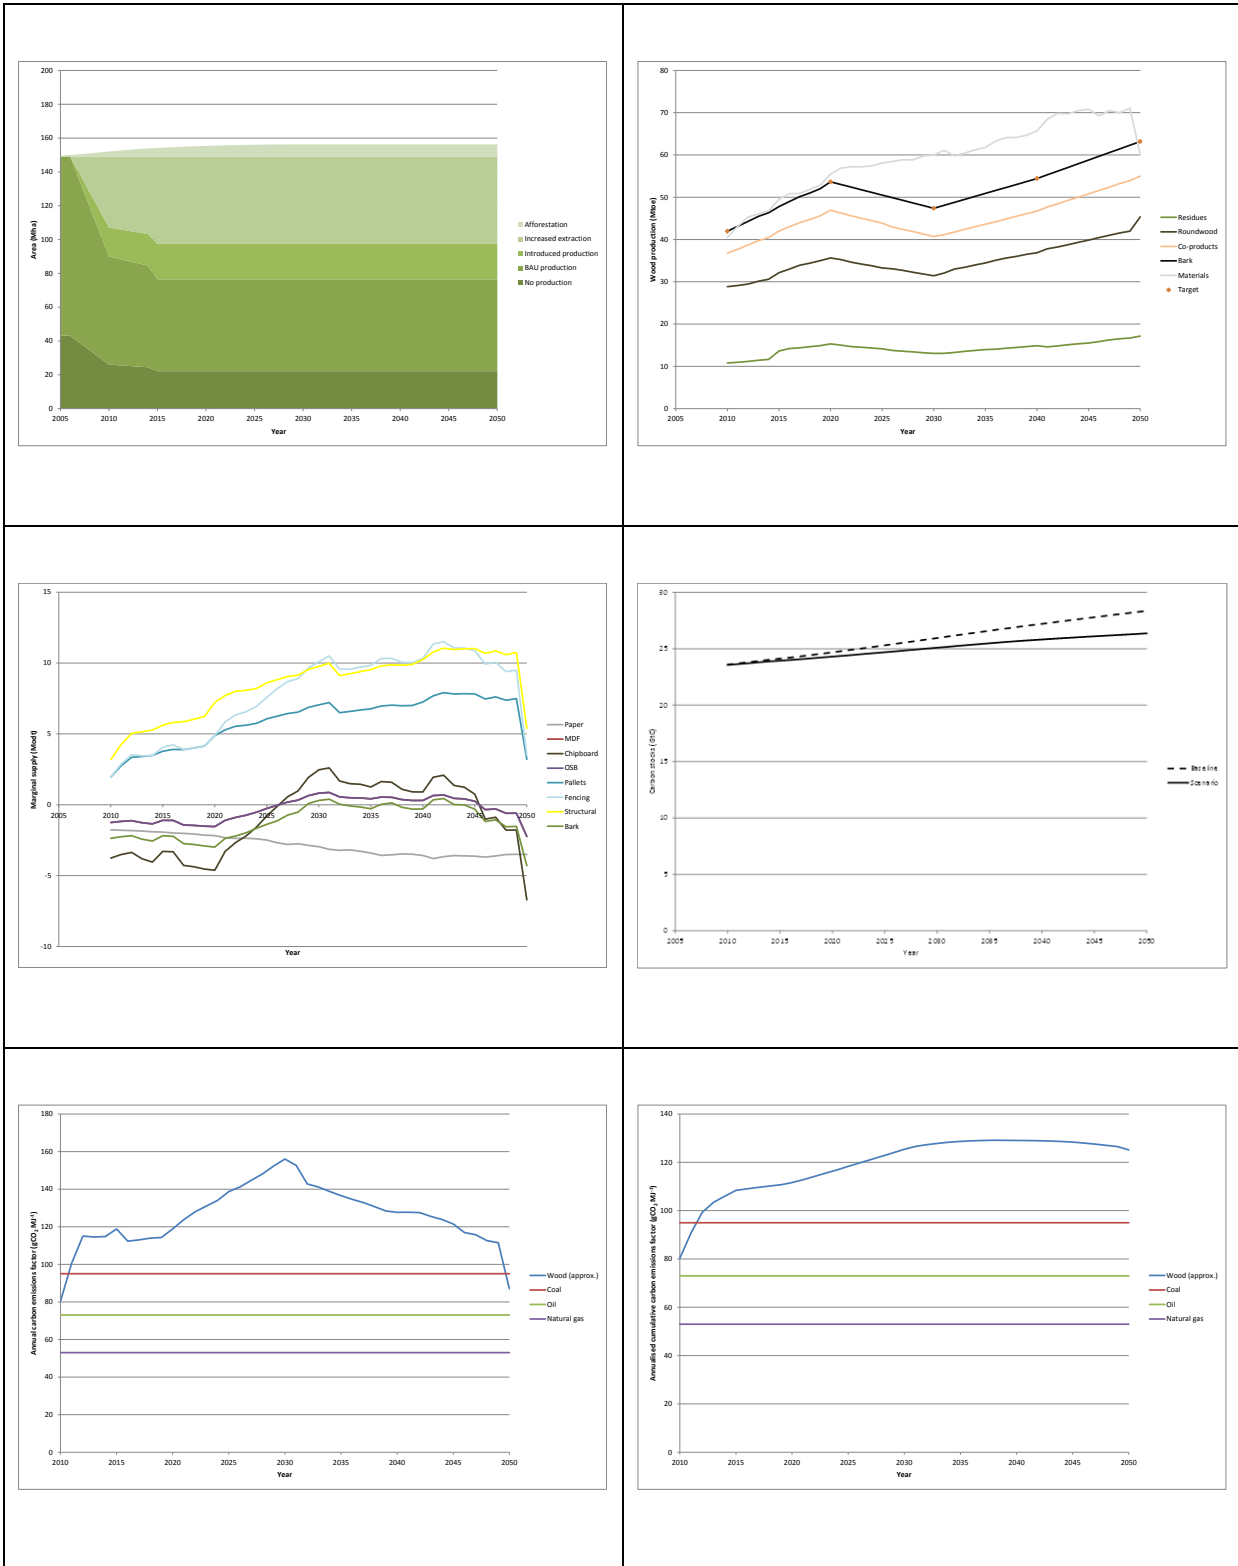 200
180
160
140
120
100
80
60
40
20
0
2005 2010 2015 2020 2025 2030 2035 2040 2045 2050
Area (Mha)
Year
Afforestation
Increased extraction
Introduced production
BAU production
No production
80
70
60
50
40
30
20
10
0
2005 2010 2015 2020 2025 2030 2035 2040 2045 2050
Wood production (Mtoe)
Year
Residues
Roundwood
Co-products
Bark
Materials
Target
15
10
5
0
-5
-10
2005 2010 2015 2020 2025 2030 2035 2040 2045 2050
Marginal supply (Modt)
Year
Paper
MDF
Chipboard
OSB
Pallets
Fencing
Structural
Bark
30
25
20
15
10
5
0
2005 2010 2015 2020 2025 2030 2035 2040 2045 2050
Carbon stocks (GtC)
Year
Baseline
Scenario
180
160
140
120
100
80
60
40
20
0
2010 2015 2020 2025 2030 2035 2040 2045 2050
Annual carbon emissions factor (gCO₂ MJ⁻¹)
Year
Wood (approx.)
Coal
Oil
Natural gas
140
120
100
80
60
40
20
0
2010 2015 2020 2025 2030 2035 2040 2045 2050
Annualised cumulative carbon emissions factor (gCO₂ MJ⁻¹)
Year
Wood (approx.)
Coal
Oil
Natural gas